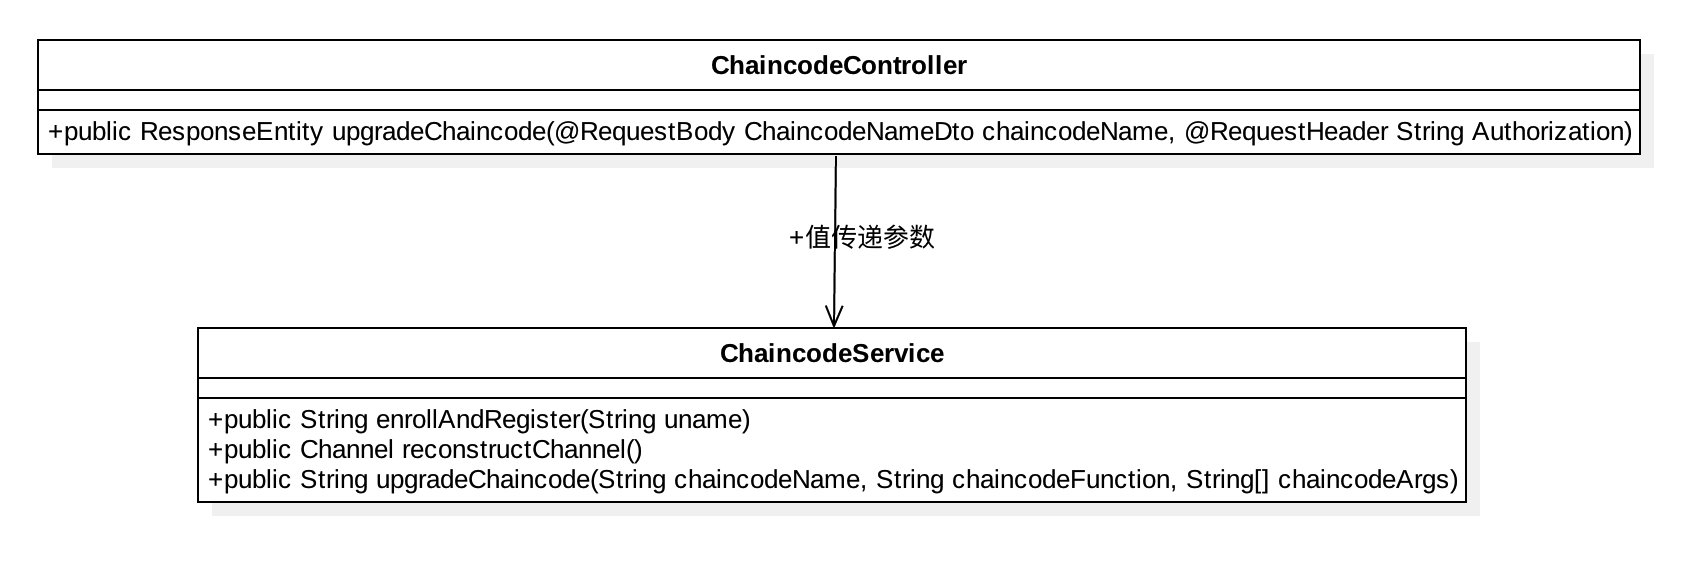 ChaincodeController
+public ResponseEntity upgradeChaincode(@RequestBody ChaincodeNameDto chaincodeName, @RequestHeader String Authorization)
+值传递参数
ChaincodeService
+public String enrollAndRegister(String uname)
+public Channel reconstructChannel()
+public String upgradeChaincode(String chaincodeName, String chaincodeFunction, String[] chaincodeArgs)